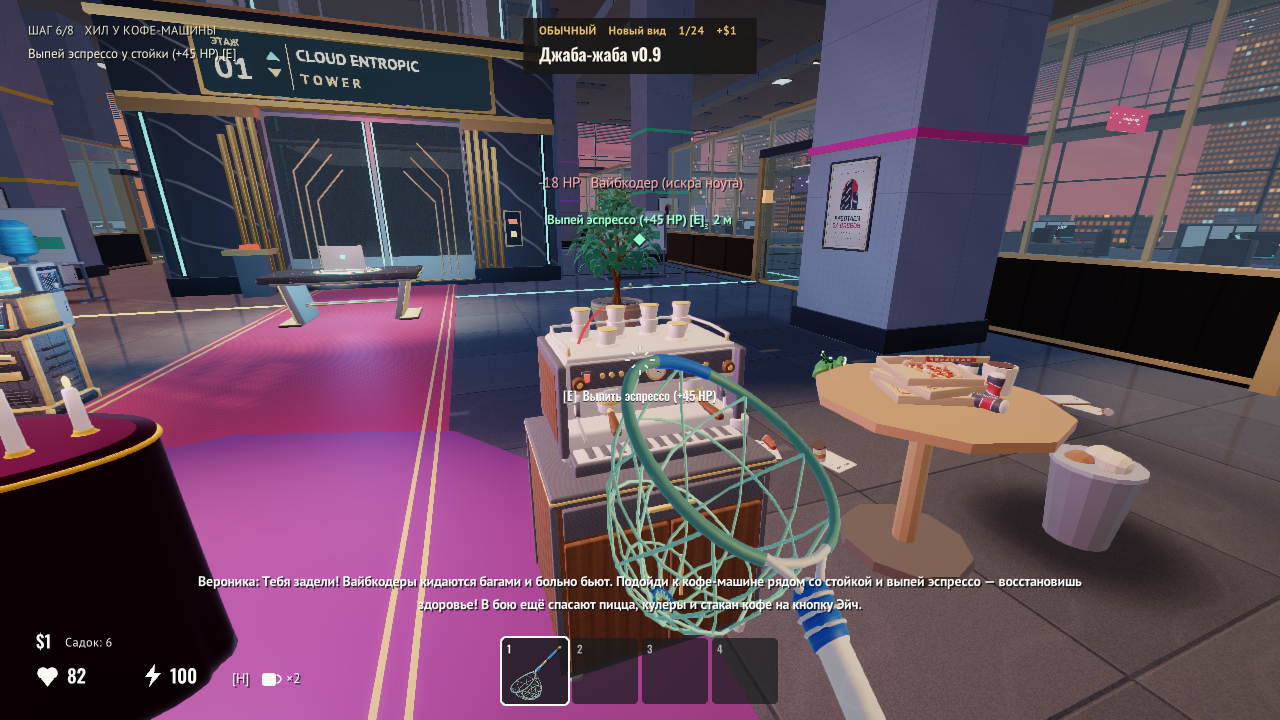 ШАГ 6/8 ХИЛ У КОФЕ-МАШИНЫ
Выпей эспрессо у стойки (+45 HP) [E]
ОБЫЧНЫЙ Новый вид 1/24 +$1
Джаба-жаба v0.9
ЭТАЖ
01
CLOUD ENTROPIC
TOWER
-18 HP Вайбкодер (искра ноута)
Выпей эспрессо (+45 HP) [E] 2 м
[E] Выпить эспрессо (+45 HP)
Вероника: Тебя задели! Вайбкодеры кидаются багами и больно бьют. Подойди к кофе-машине рядом со стойкой и выпей эспрессо — восстановишь
здоровье! В бою ещё спасают пицца, кулеры и стакан кофе на кнопку Эйч.
$1 Садок: 6
82 100 [H] ×2
1 2 3 4